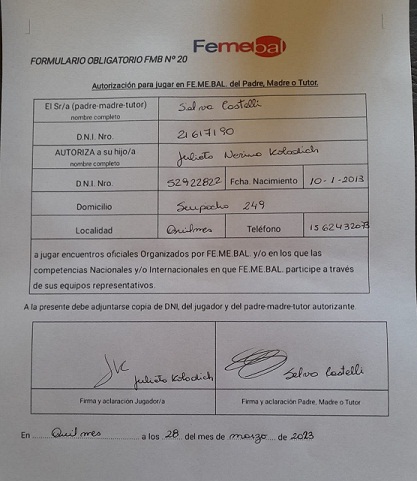 Femebal
FORMULARIO OBLIGATORIO FMB Nº 20
Autorización para jugar en FE.ME.BAL. del Padre, Madre o Tutor.
El Sr/a (padre-madre-tutor) Selva Castelli
nombre completo
D.N.I. Nro. 21617190
AUTORIZA a su hijo/a Julieta Nerina Kolodich
nombre completo
D.N.I. Nro. 52922822 Fcha. Nacimiento 10-1-2013
Domicilio 249
Localidad Quilmes Teléfono 1562432073
a jugar encuentros oficiales Organizados por FE.ME.BAL. y/o en los que las
competencias Nacionales y/o Internacionales en que FE.ME.BAL. participe a través
de sus equipos representativos.
A la presente debe adjuntarse copia de DNI, del jugador y del padre-madre-tutor autorizante.
JK
Julieta Kolodich Selva Castelli
Firma y aclaración Jugador/a Firma y aclaración Padre, Madre o Tutor
En Quilmes a los 28 del mes de marzo de 2023